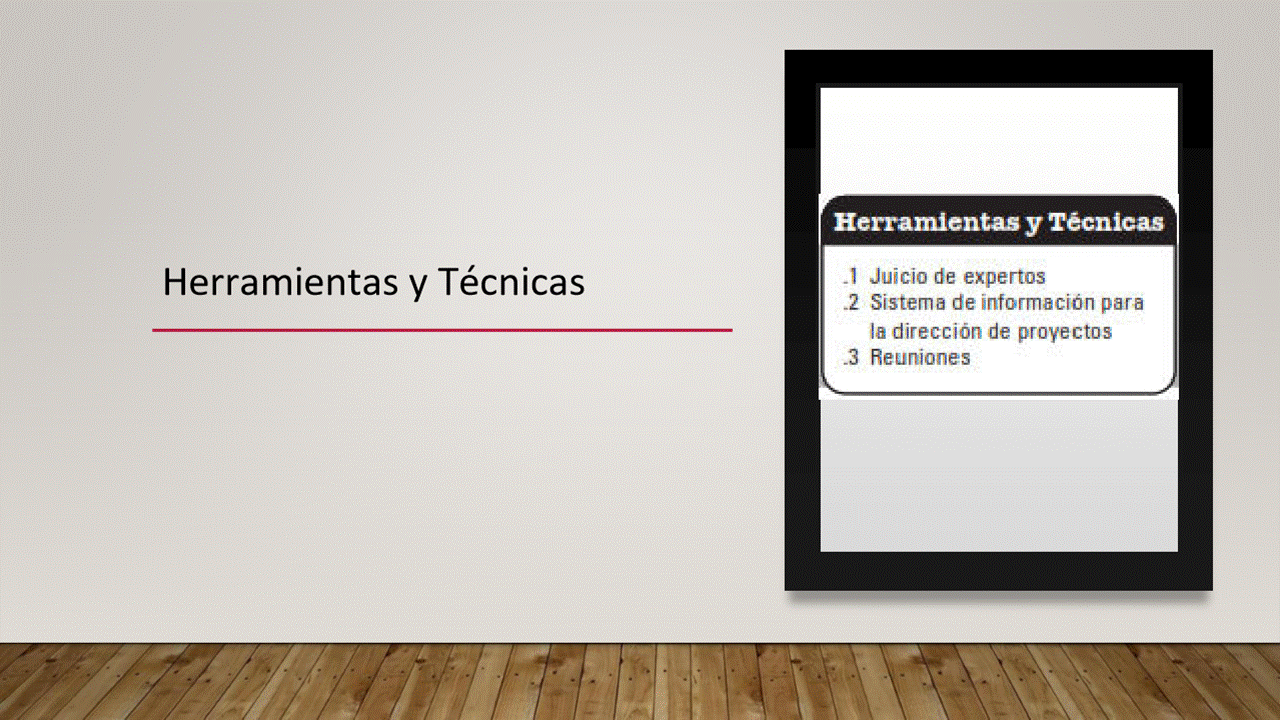 Herramientas y Técnicas
Herramientas y Técnicas
.1 Juicio de expertos
.2 Sistema de información para
la dirección de proyectos
.3 Reuniones